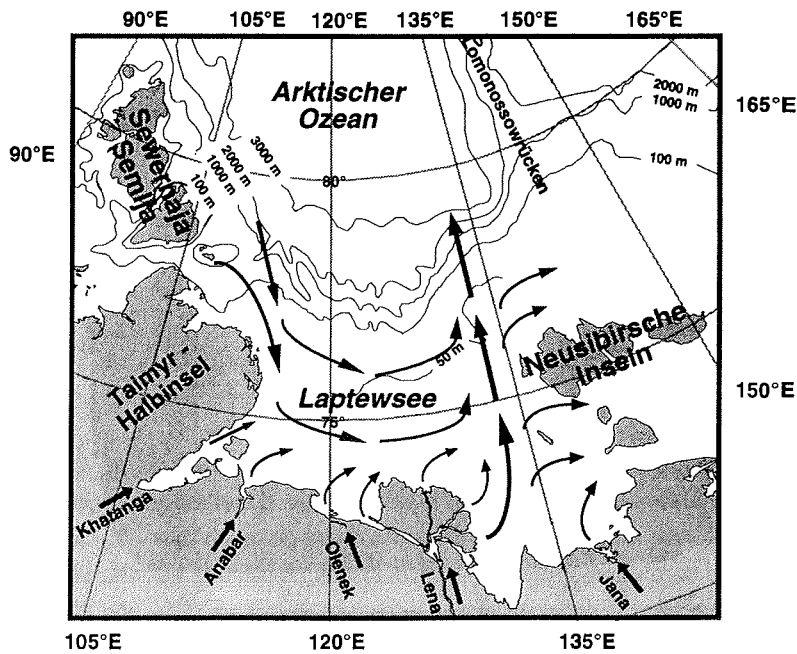 90°E 105°E 120°E 135°E 150°E 165°E
Lomonossowrücken
Arktischer
Ozean
2000 m
1000 m
165°E
90°E
Sewernaja
Semlja
3000 m
2000 m
1000 m
100 m
100 m
80°
Neusibirsche
Inseln
50 m
Taimyr-
Halbinsel
Laptewsee
75°
150°E
Khatanga
Anabar
Olenek
Lena
Jana
105°E 120°E 135°E